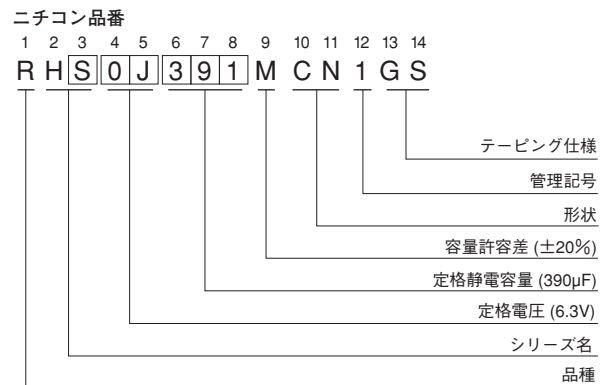 ニチコン品番
1 2 3 4 5 6 7 8 9 10 11 12 13 14
R H S 0 J 3 9 1 M C N 1 G S
テーピング仕様
管理記号
形状
容量許容差 (±20%)
定格静電容量 (390µF)
定格電圧 (6.3V)
シリーズ名
品種